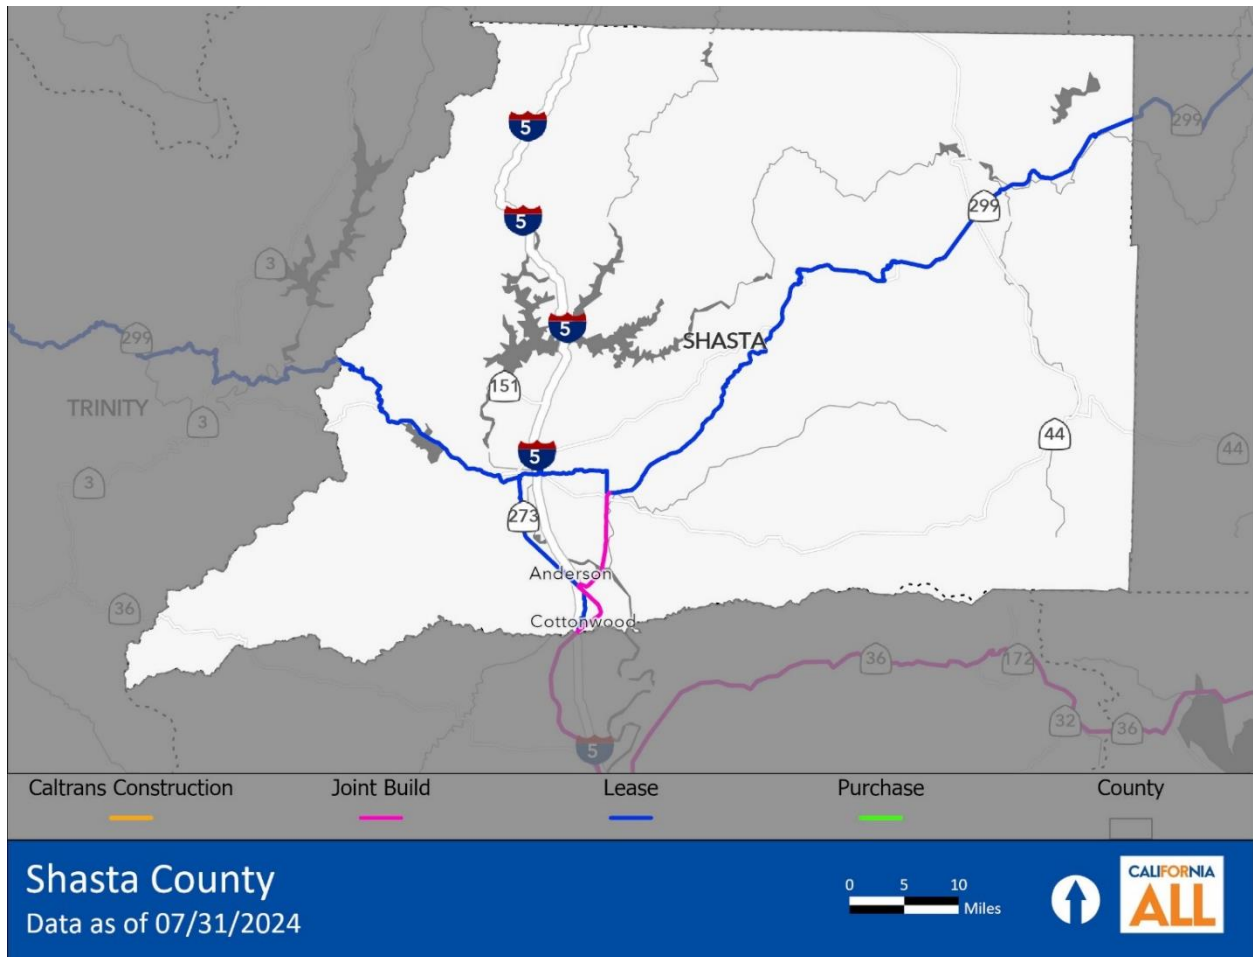 5
299
5
299
3
5
SHASTA
299
151
TRINITY
3
44
44
5
3
273
Anderson
36
Cottonwood
36
172
32
36
5
Caltrans Construction
Joint Build
Lease
Purchase
County
Shasta County
Data as of 07/31/2024
0 5 10
Miles
CALIFORNIA
ALL